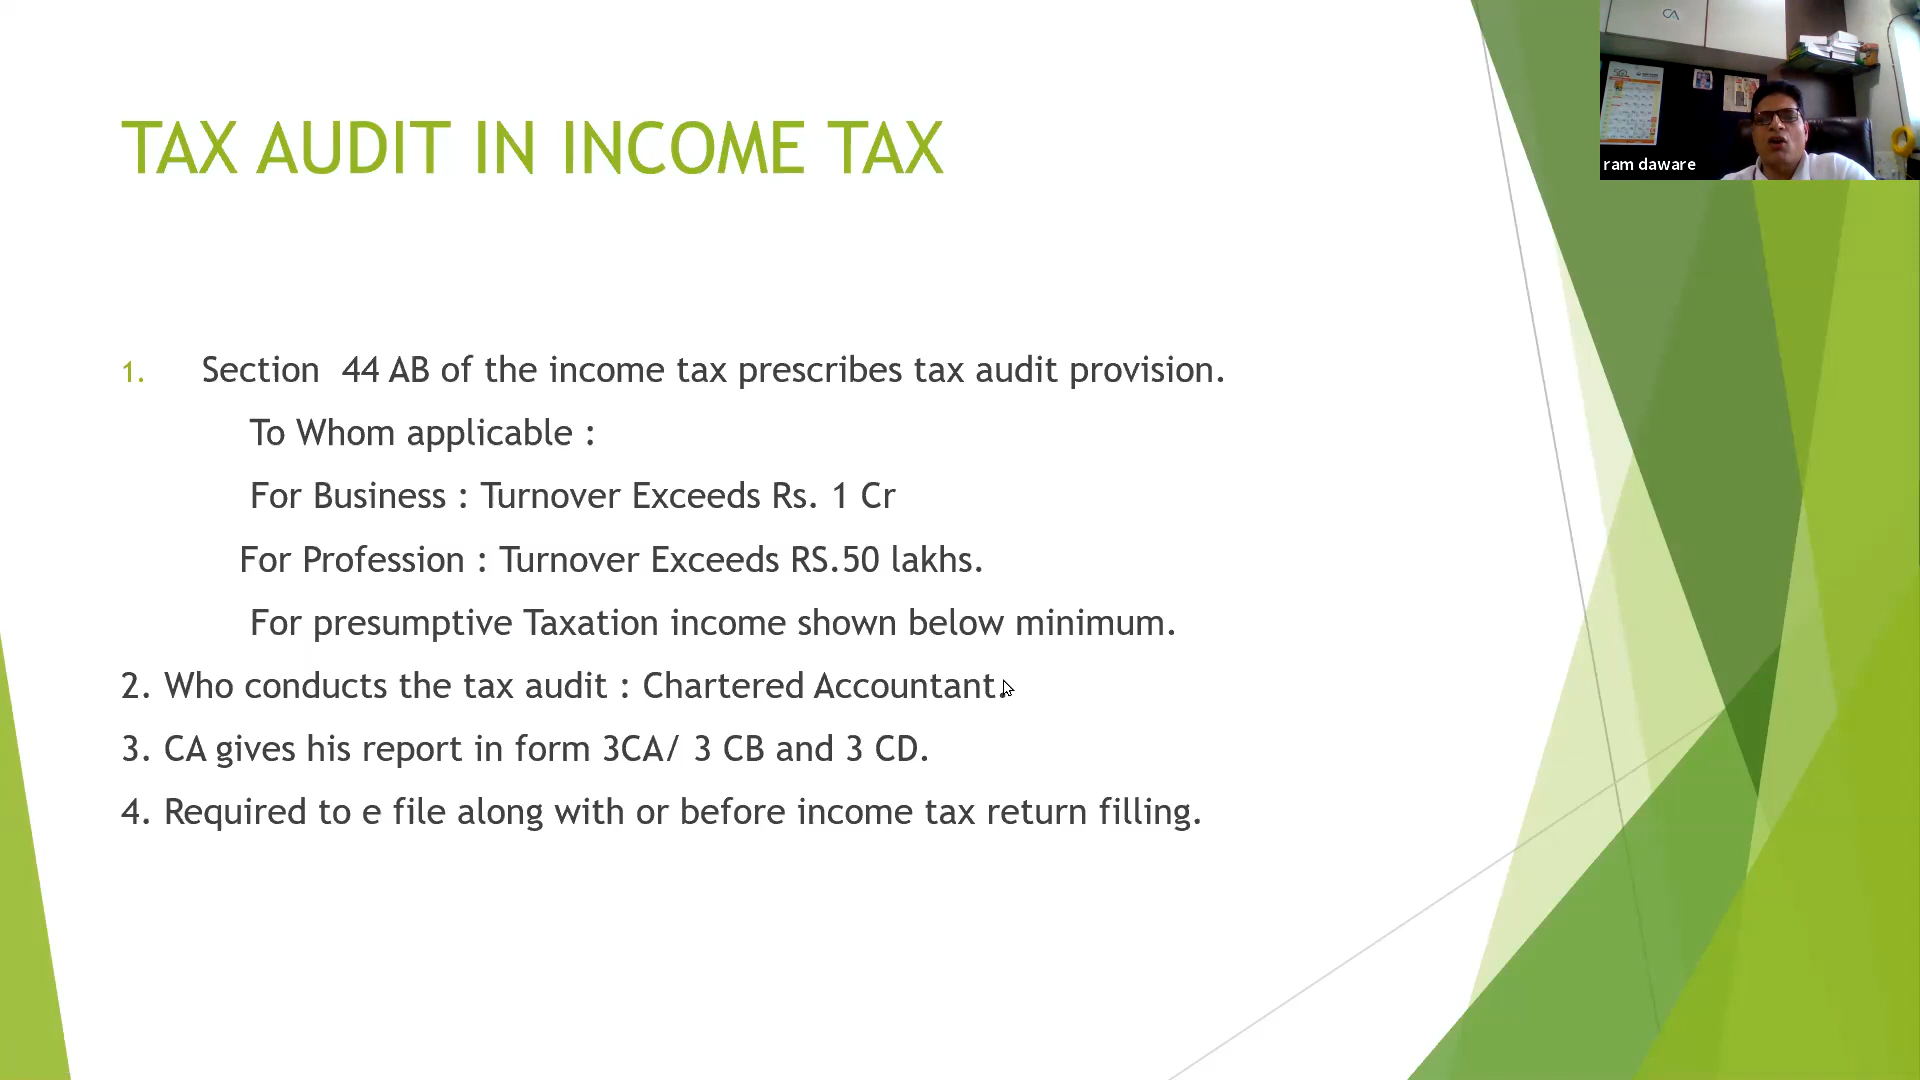 TAX AUDIT IN INCOME TAX
1. Section 44 AB of the income tax prescribes tax audit provision.
To Whom applicable :
For Business : Turnover Exceeds Rs. 1 Cr
For Profession : Turnover Exceeds RS.50 lakhs.
For presumptive Taxation income shown below minimum.
2. Who conducts the tax audit : Chartered Accountant.
3. CA gives his report in form 3CA/ 3 CB and 3 CD.
4. Required to e file along with or before income tax return filling.
CA
ram daware